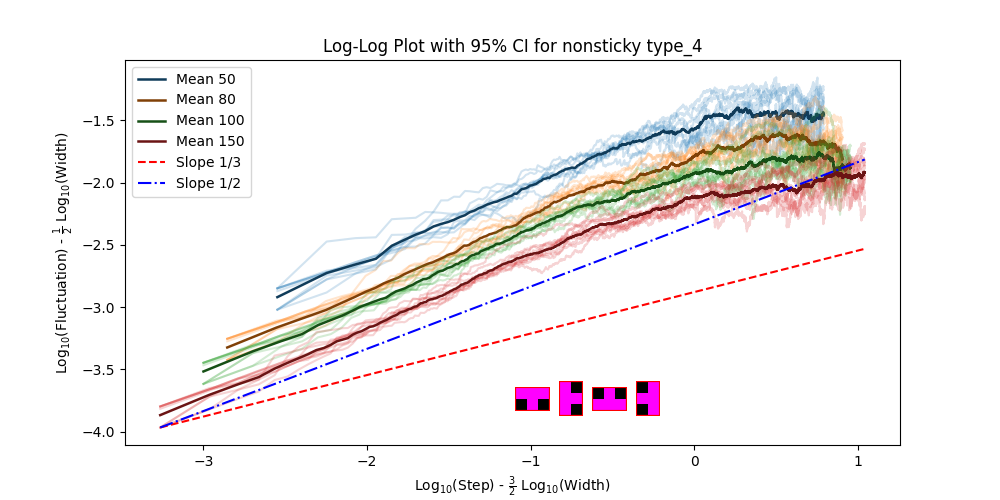 Log-Log Plot with 95% CI for nonsticky type_4
Mean 50
Mean 80
Mean 100
Mean 150
Slope 1/3
Slope 1/2
Log₁₀(Fluctuation) - ½ Log₁₀(Width)
−1.5
−2.0
−2.5
−3.0
−3.5
−4.0
−3
−2
−1
0
1
Log₁₀(Step) - 3/2 Log₁₀(Width)